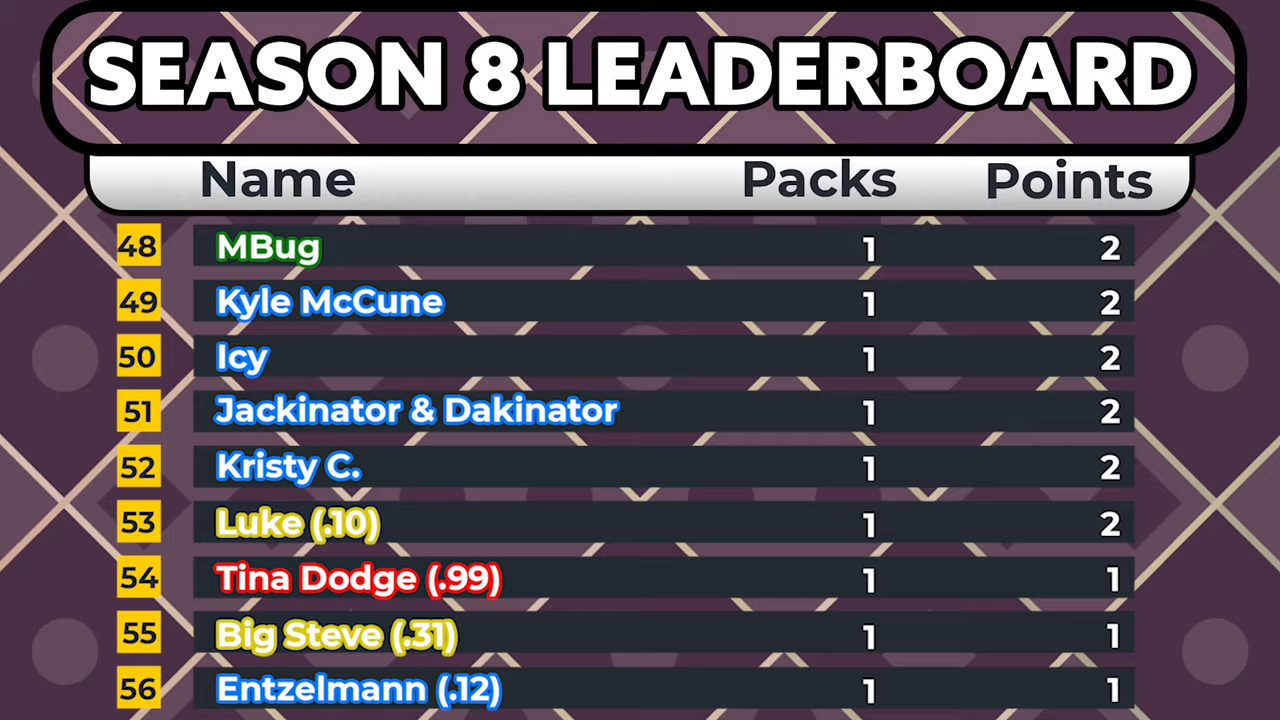 SEASON 8 LEADERBOARD
Name Packs Points
48 MBug 1 2
49 Kyle McCune 1 2
50 Icy 1 2
51 Jackinator & Dakinator 1 2
52 Kristy C. 1 2
53 Luke (.10) 1 2
54 Tina Dodge (.99) 1 1
55 Big Steve (.31) 1 1
56 Entzelmann (.12) 1 1